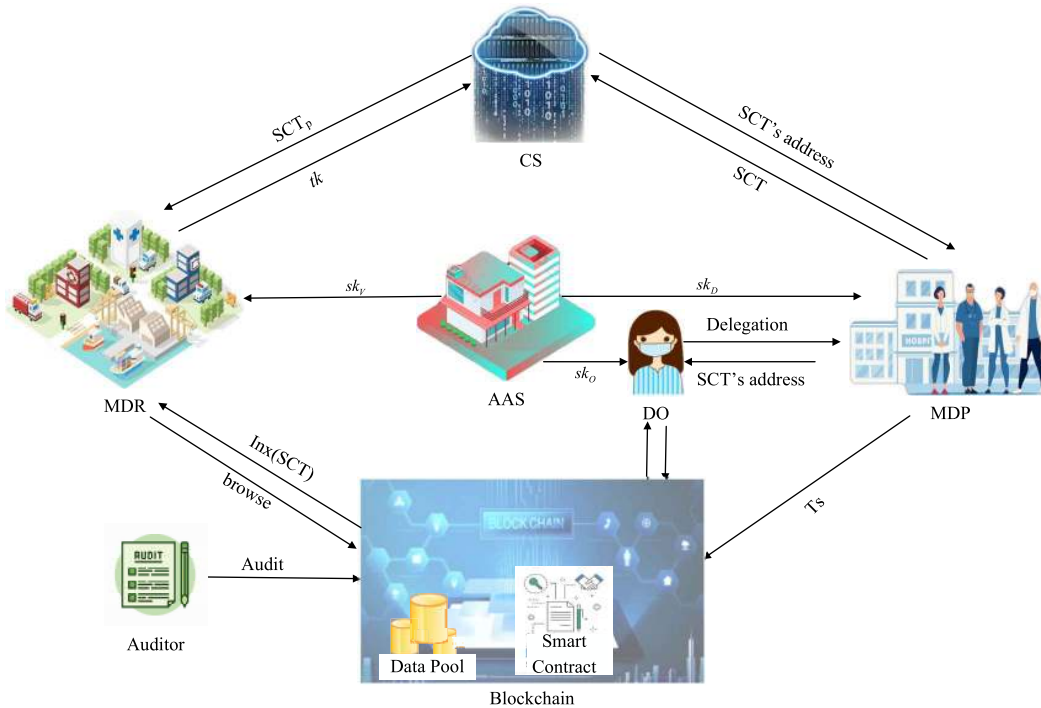 CS
SCT_p
tk
SCT's address
SCT
sk_V
sk_D
Delegation
HOSPI
sk_O
SCT's address
AAS
DO
MDR
MDP
Inx(SCT)
browse
Ts
BLOCKCHAIN
AUDIT
Audit
Auditor
Smart
Contract
Data Pool
Blockchain